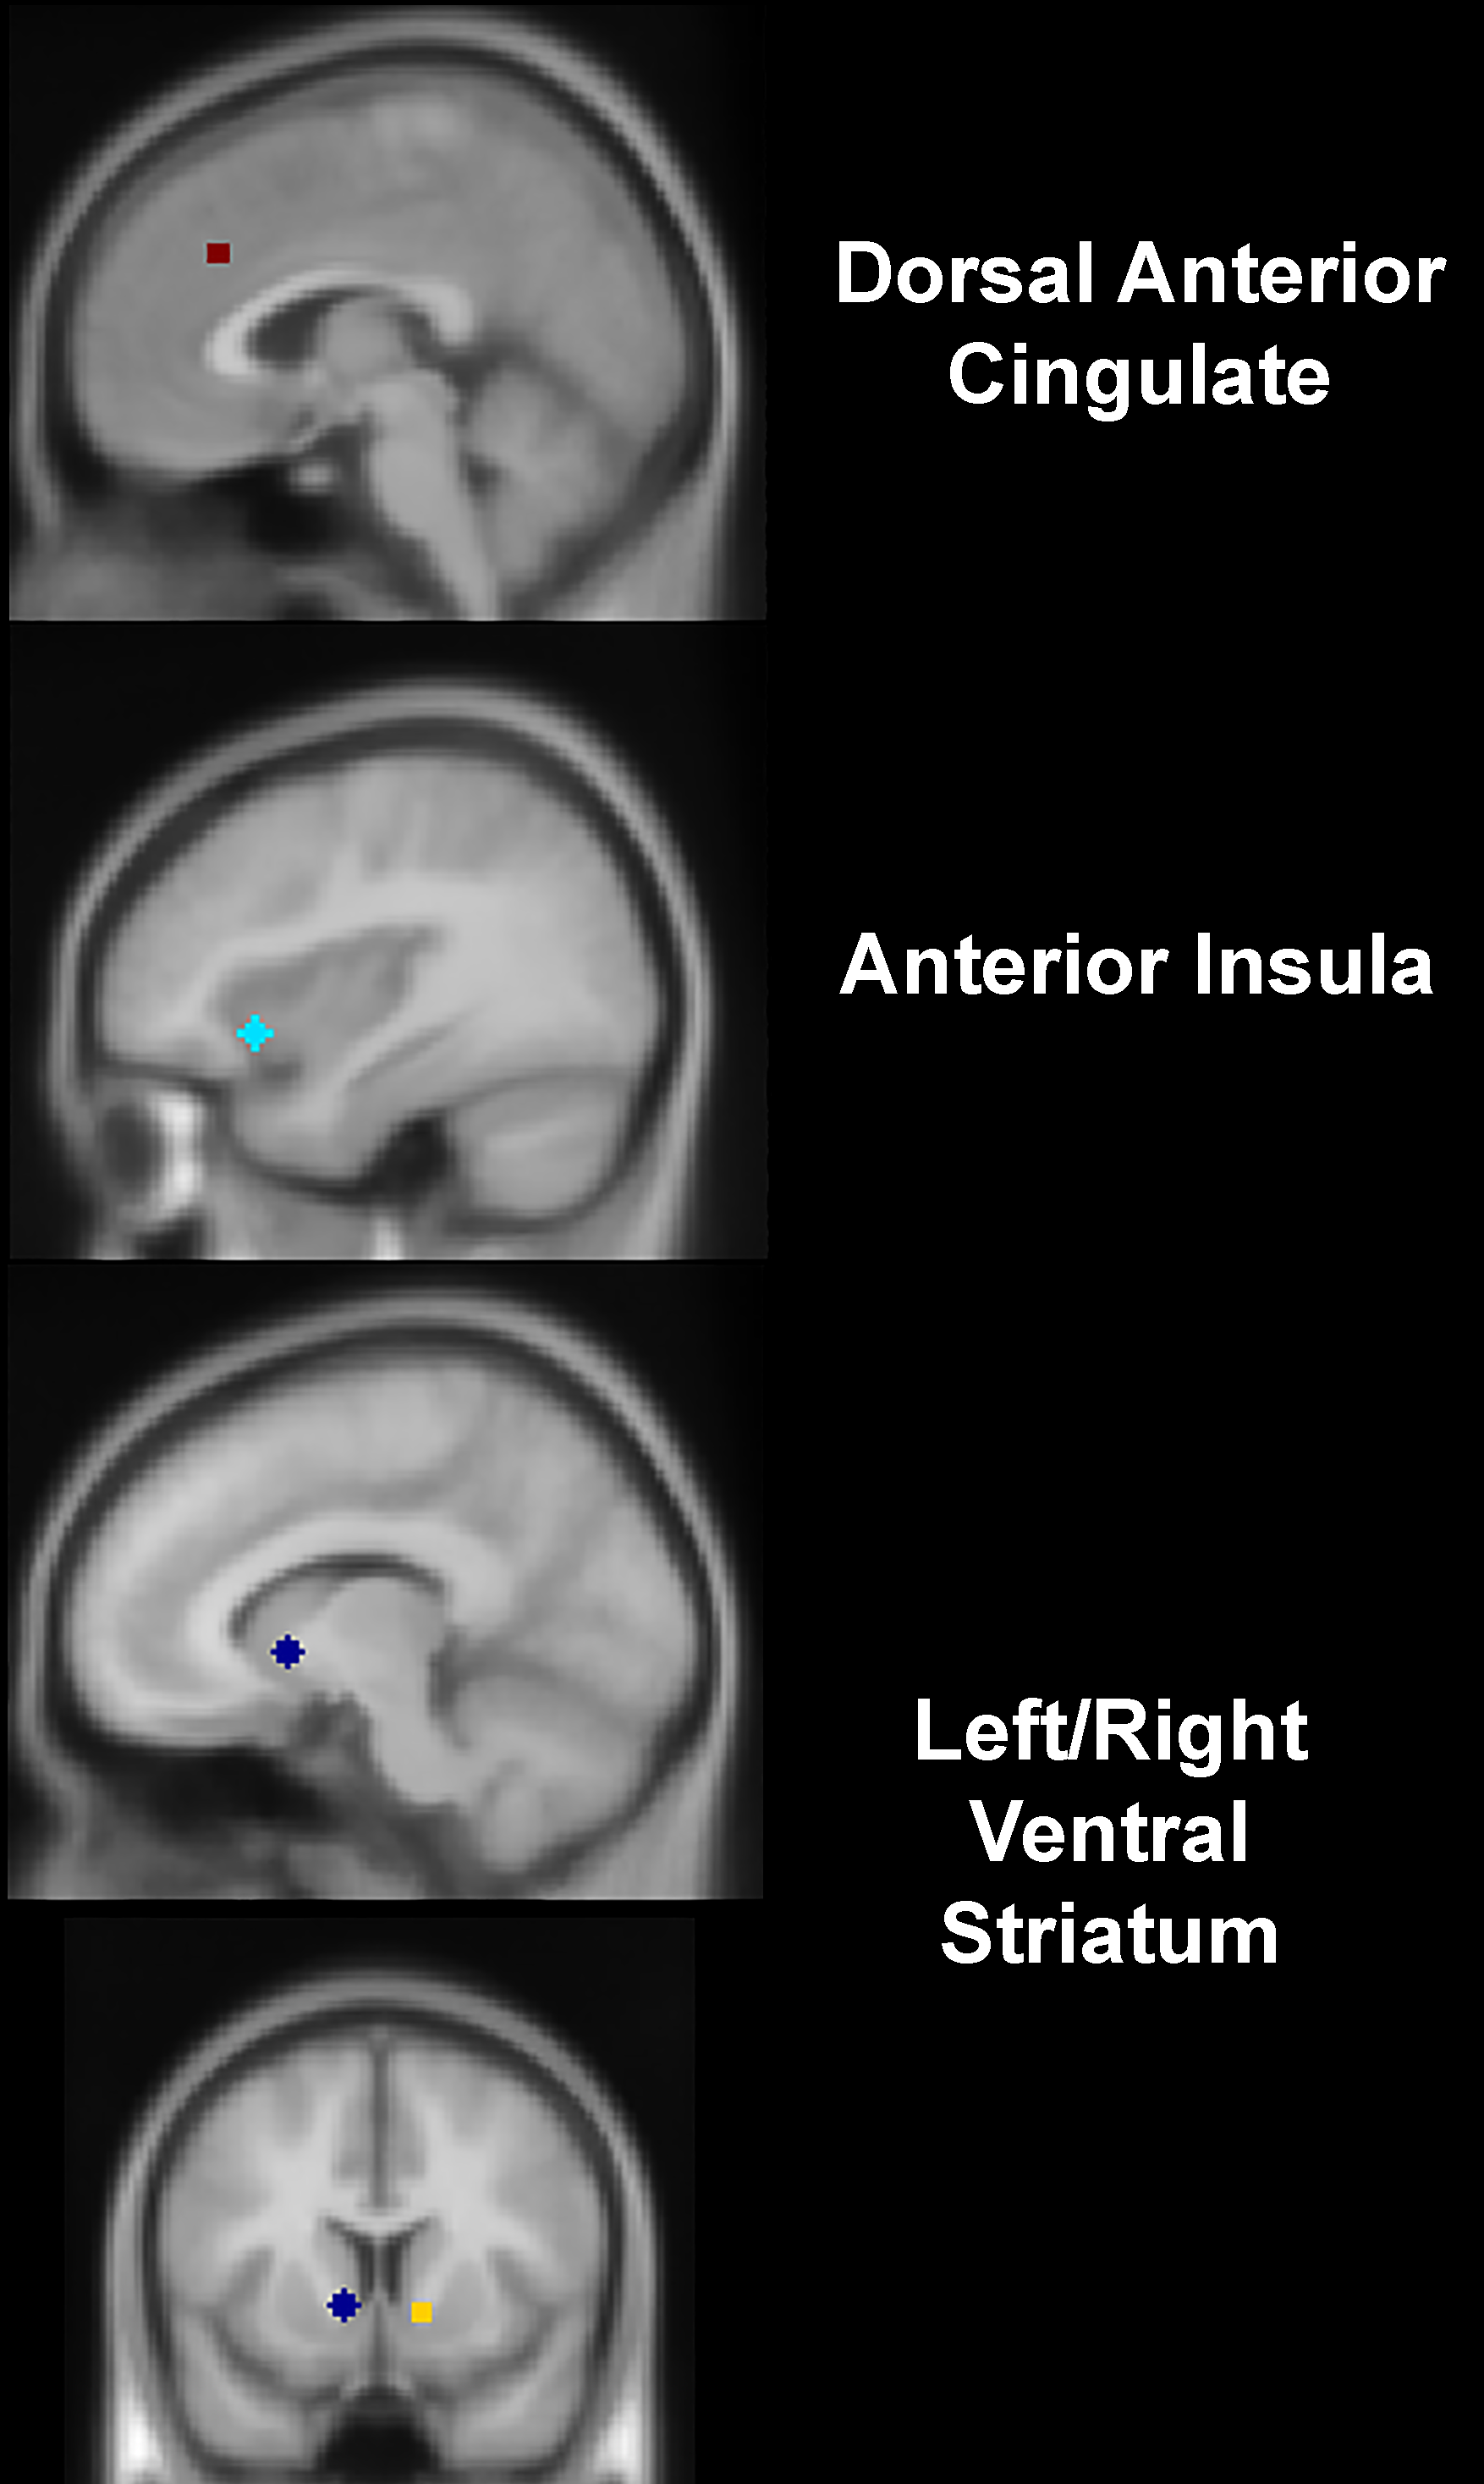 Dorsal Anterior
Cingulate
Anterior Insula
Left/Right
Ventral
Striatum